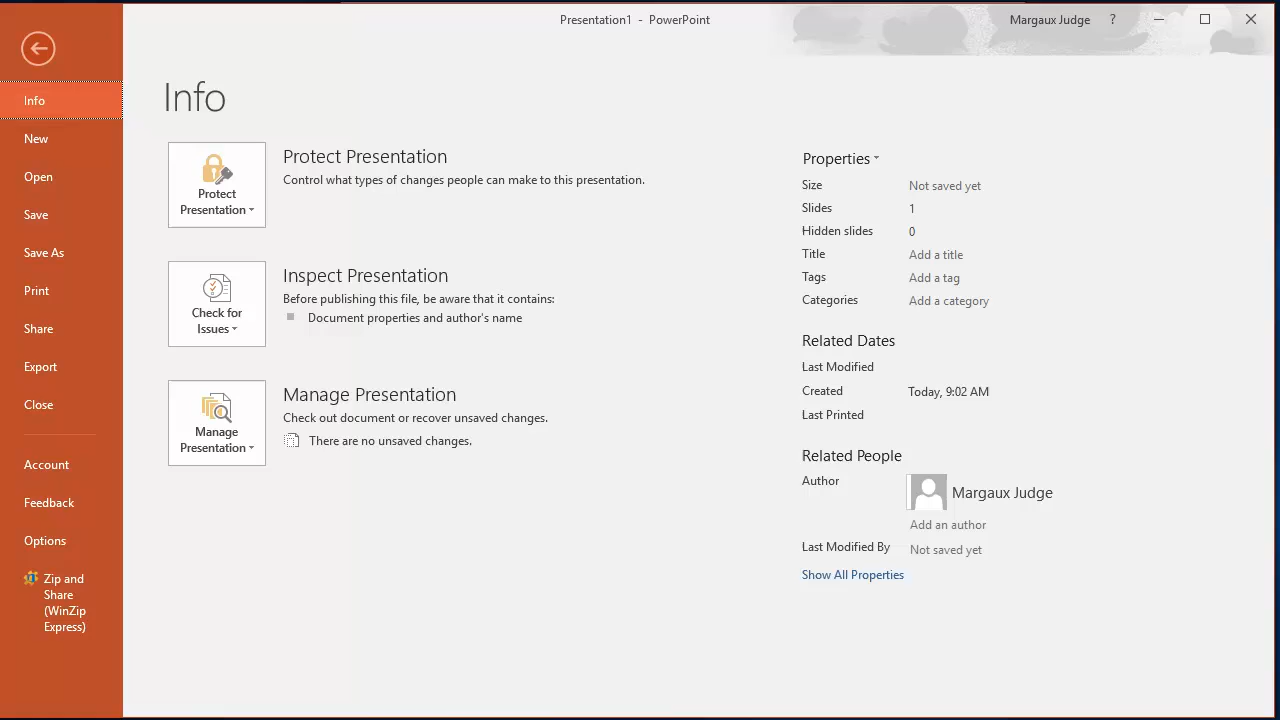 Presentation1 - PowerPoint
Margaux Judge
?
Info
New
Open
Save
Save As
Print
Share
Export
Close
Account
Feedback
Options
Zip and
Share
(WinZip
Express)
Info
Protect
Presentation
Protect Presentation
Control what types of changes people can make to this presentation.
Check for
Issues
Inspect Presentation
Before publishing this file, be aware that it contains:
Document properties and author's name
Manage
Presentation
Manage Presentation
Check out document or recover unsaved changes.
There are no unsaved changes.
Properties
Size Not saved yet
Slides 1
Hidden slides 0
Title Add a title
Tags Add a tag
Categories Add a category
Related Dates
Last Modified
Created Today, 9:02 AM
Last Printed
Related People
Author Margaux Judge
Add an author
Last Modified By Not saved yet
Show All Properties